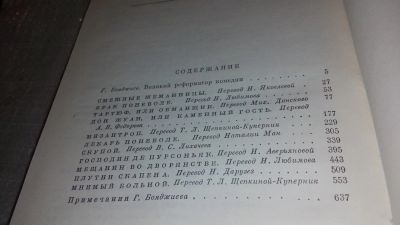 СОДЕРЖАНИЕ
Г. Бояджиев. Великий реформатор комедии 5
СМЕШНЫЕ ЖЕМАННИЦЫ. Перевод Н. Яковлевой 27
БРАК ПОНЕВОЛЕ. Перевод Н. Любимова 53
ТАРТЮФ, ИЛИ ОБМАНЩИК. Перевод Мих. Донского 77
ДОН ЖУАН, ИЛИ КАМЕННЫЙ ГОСТЬ. Перевод
А. В. Федорова 177
МИЗАНТРОП. Перевод Т. Л. Щепкиной-Куперник 229
ЛЕКАРЬ ПОНЕВОЛЕ. Перевод Наталии Ман 305
СКУПОЙ. Перевод В. С. Лихачева 339
ГОСПОДИН ДЕ ПУРСОНЬЯК. Перевод Н. Аверьяновой 395
МЕЩАНИН ВО ДВОРЯНСТВЕ. Перевод Н. Любимова 443
ПЛУТНИ СКАПЕНА. Перевод Н. Дарузес 509
МНИМЫЙ БОЛЬНОЙ. Перевод Т. Л. Щепкиной-Куперник 553
Примечания Г. Бояджиева 637